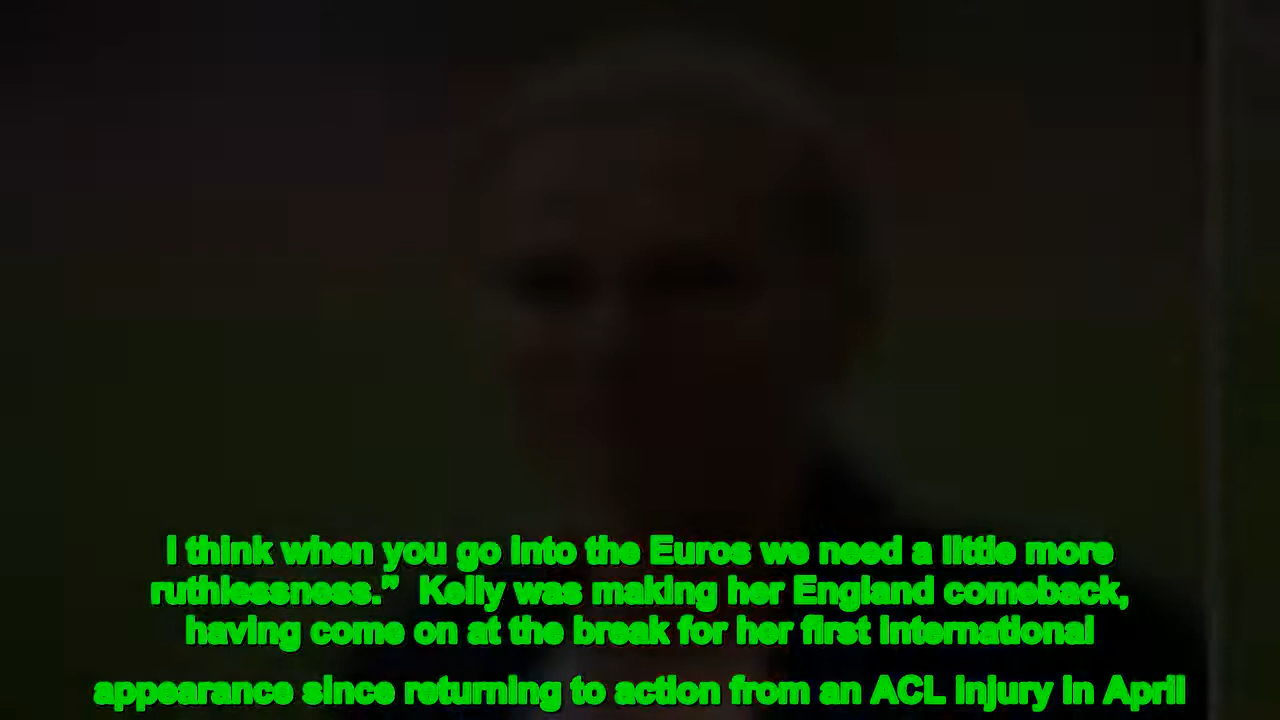 I think when you go into the Euros we need a little more
ruthlessness.”  Kelly was making her England comeback,
having come on at the break for her first international
appearance since returning to action from an ACL injury in April